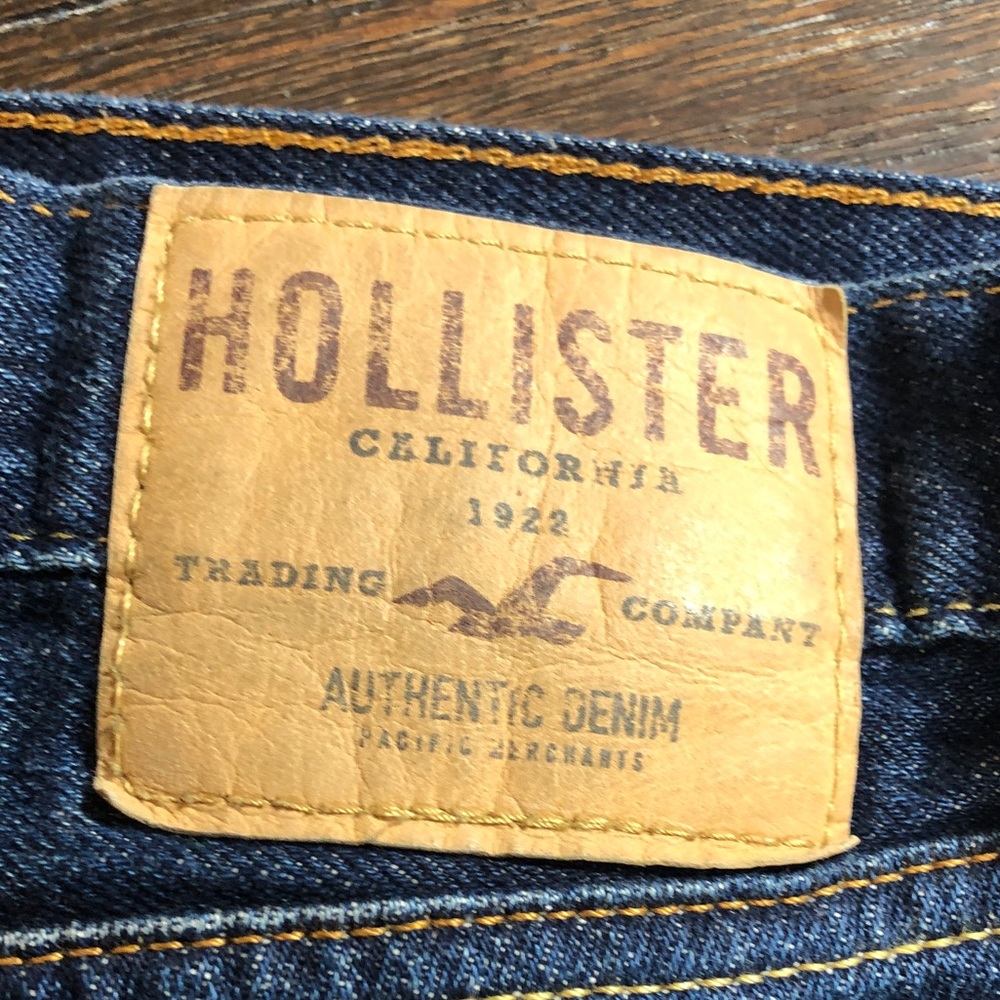 HOLLISTER
CALIFORNIA
1922
TRADING COMPANY
AUTHENTIC DENIM
PACIFIC MERCHANTS